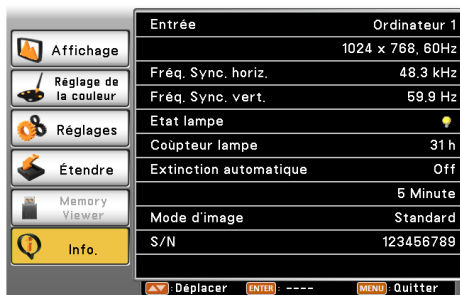 Affichage
Réglage de
la couleur
Réglages
Étendre
Memory
Viewer
Info.
Entrée Ordinateur 1
1024 x 768, 60Hz
Fréq. Sync. horiz. 48.3 kHz
Fréq. Sync. vert. 59.9 Hz
Etat lampe
Coùpteur lampe 31 h
Extinction automatique Off
5 Minute
Mode d'image Standard
S/N 123456789
:Déplacer ENTER : ---- MENU :Quitter